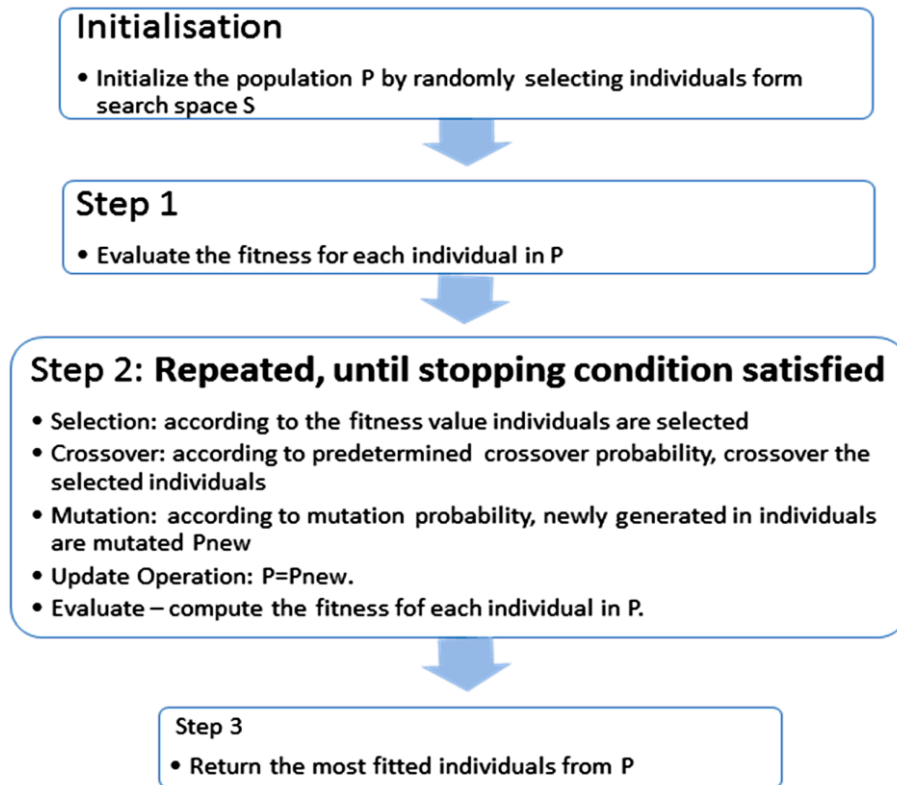 Initialisation
• Initialize the population P by randomly selecting individuals form
search space S
Step 1
• Evaluate the fitness for each individual in P
Step 2: Repeated, until stopping condition satisfied
• Selection: according to the fitness value individuals are selected
• Crossover: according to predetermined crossover probability, crossover the
selected individuals
• Mutation: according to mutation probability, newly generated in individuals
are mutated Pnew
• Update Operation: P=Pnew.
• Evaluate – compute the fitness fof each individual in P.
Step 3
• Return the most fitted individuals from P